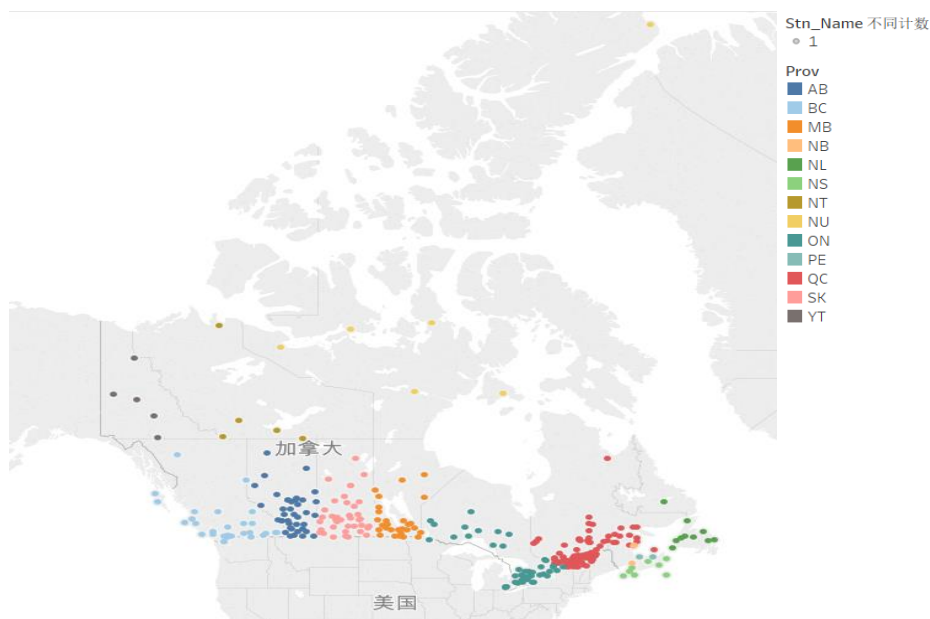 Stn_Name 不同计数
1
Prov
AB
BC
MB
NB
NL
NS
NT
NU
ON
PE
QC
SK
YT
加拿大
美国